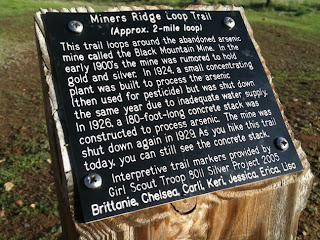 Miners Ridge Loop Trail
(Approx. 2-mile loop)
This trail loops around the abandoned arsenic
mine called the Black Mountain Mine. In the
early 1900's the mine was rumored to hold
gold and silver. In 1924, a small concentrating
plant was built to process the arsenic
(then used for pesticide) but was shut down
the same year due to inadequate water supply.
In 1926, a 180-foot-long concrete stack was
constructed to process arsenic. The mine was
shut down again in 1929. As you hike this trail
today, you can still see the concrete stack.
Interpretive trail markers provided by
Girl Scout Troop 8011 Silver Project 2005
Brittanie, Chelsea, Corli, Keri, Jessica, Erica, Lisa